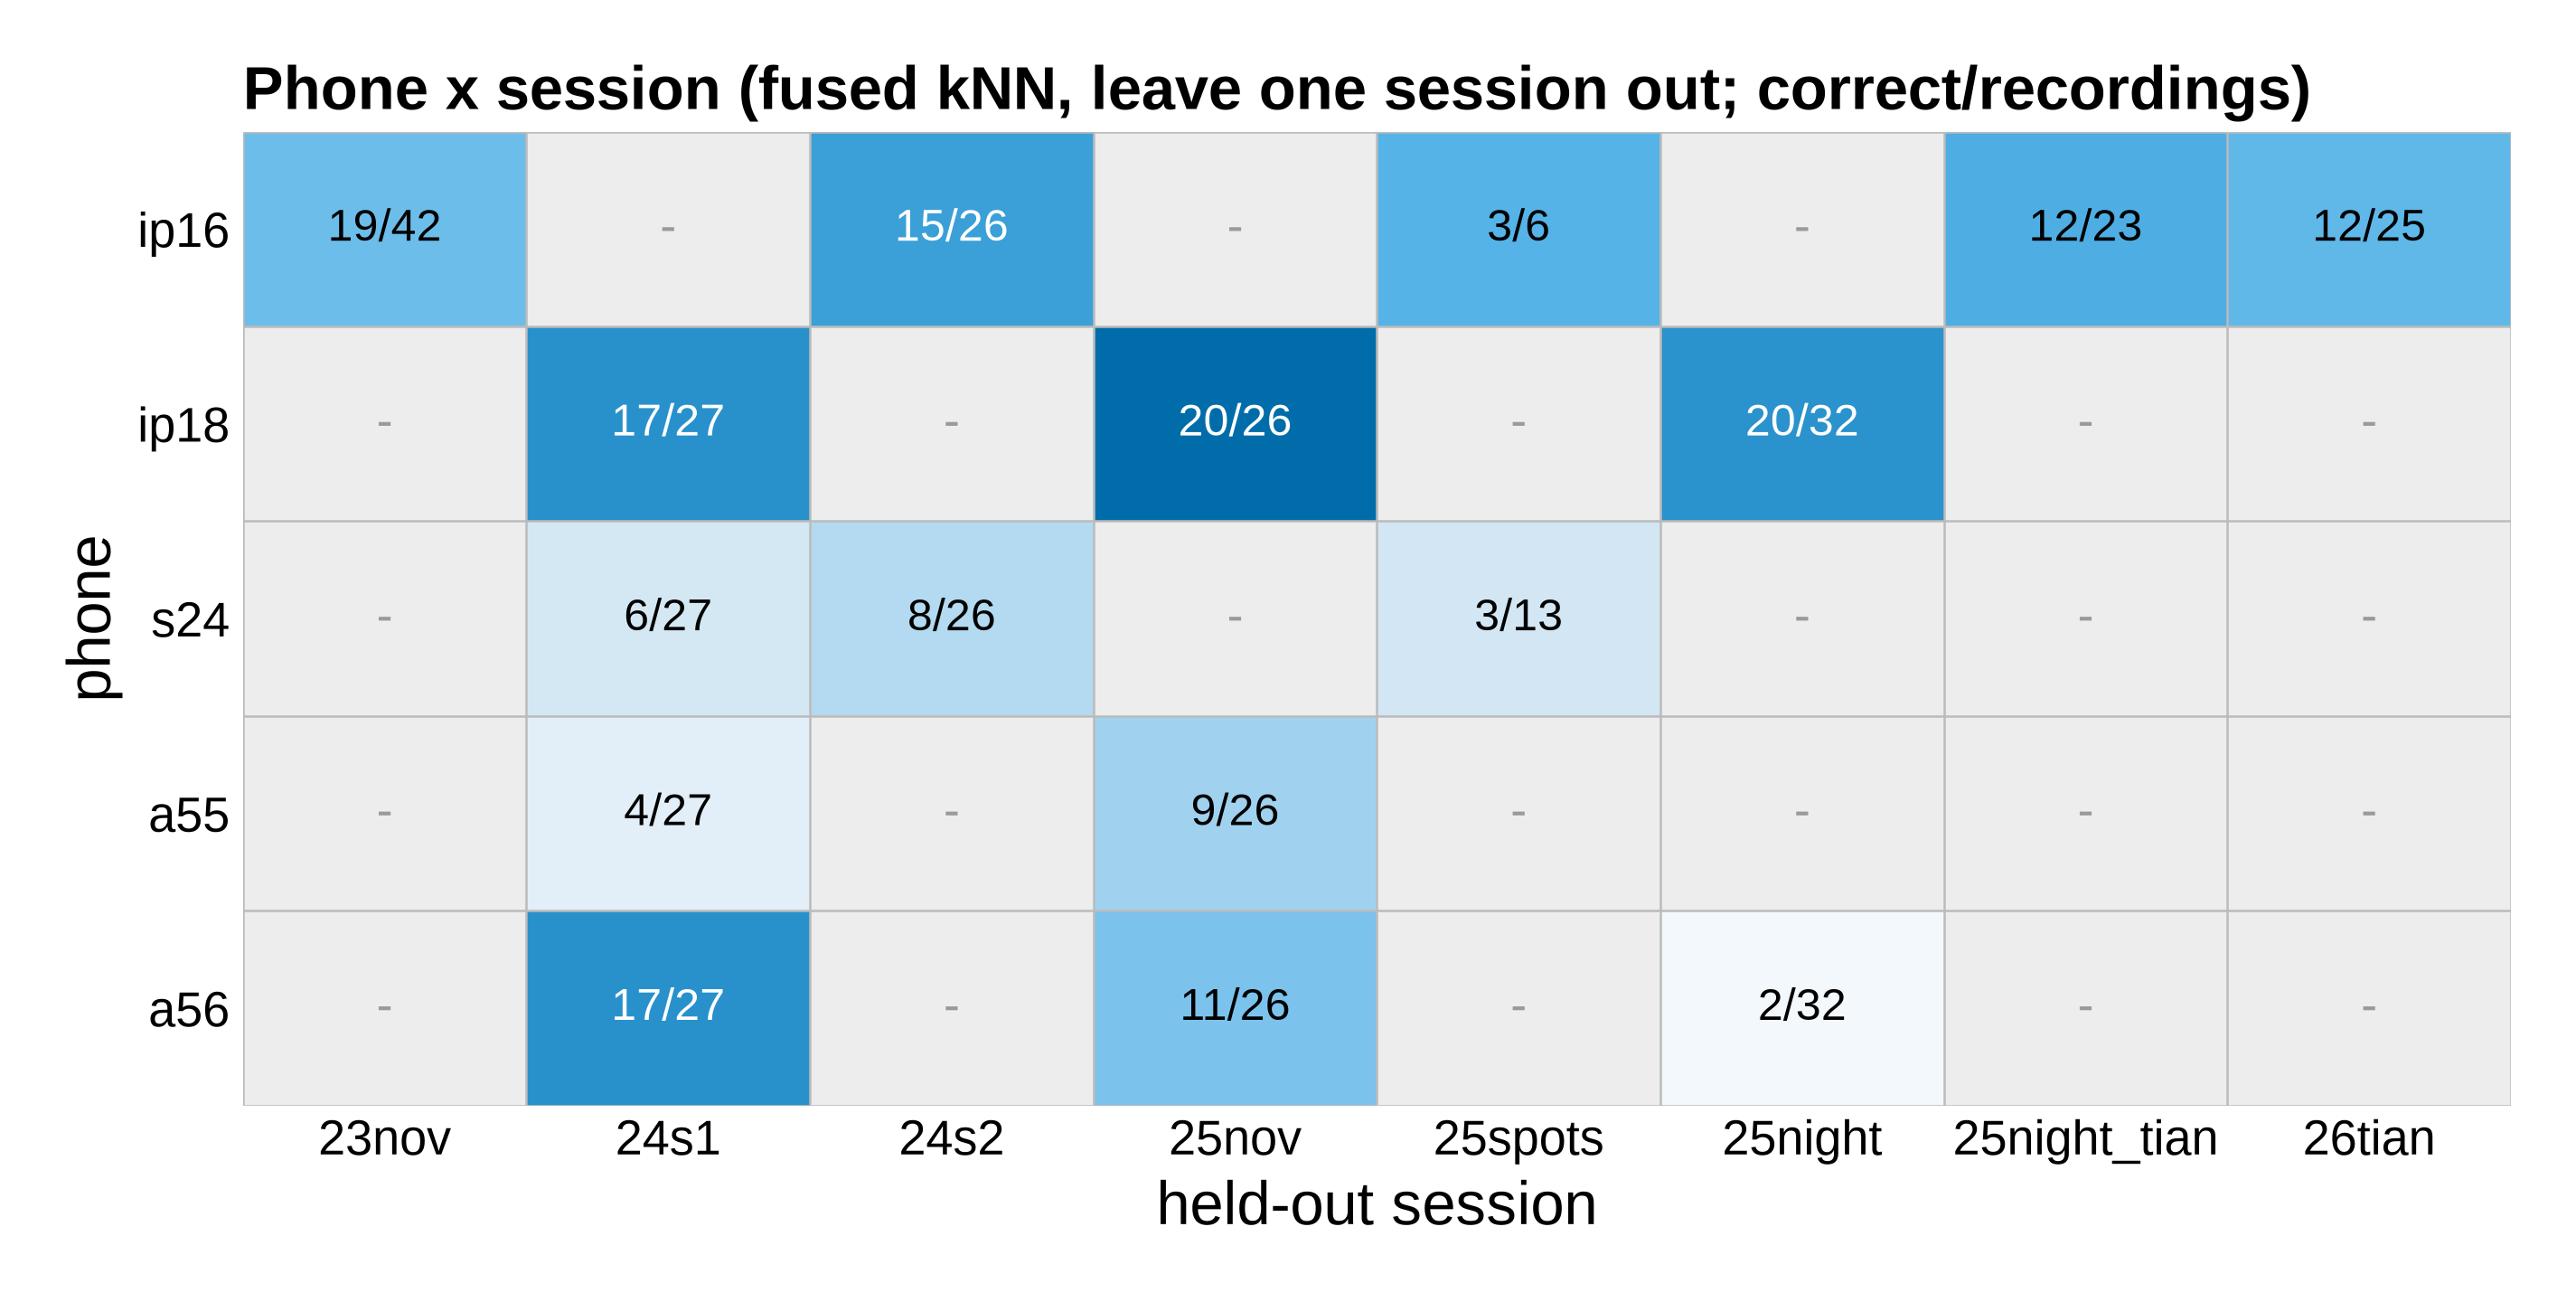 Phone x session (fused kNN, leave one session out; correct/recordings)
ip16 19/42 - 15/26 - 3/6 - 12/23 12/25
ip18 - 17/27 - 20/26 - 20/32 - -
s24 - 6/27 8/26 - 3/13 - - -
a55 - 4/27 - 9/26 - - - -
a56 - 17/27 - 11/26 - 2/32 - -
phone
23nov 24s1 24s2 25nov 25spots 25night 25night_tian 26tian
held-out session